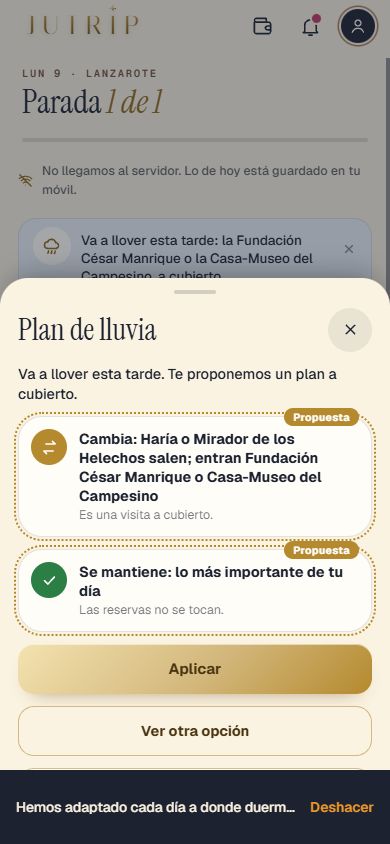 JUTRIP
LUN 9 · LANZAROTE
Parada 1 de 1
No llegamos al servidor. Lo de hoy está guardado en tu
móvil.
Va a llover esta tarde: la Fundación
César Manrique o la Casa-Museo del
Campesino, a cubierto.
Plan de lluvia
Va a llover esta tarde. Te proponemos un plan a
cubierto.
Propuesta
Cambia: Haría o Mirador de los
Helechos salen; entran Fundación
César Manrique o Casa-Museo del
Campesino
Es una visita a cubierto.
Propuesta
Se mantiene: lo más importante de tu
día
Las reservas no se tocan.
Aplicar
Ver otra opción
Hemos adaptado cada día a donde duerm... Deshacer